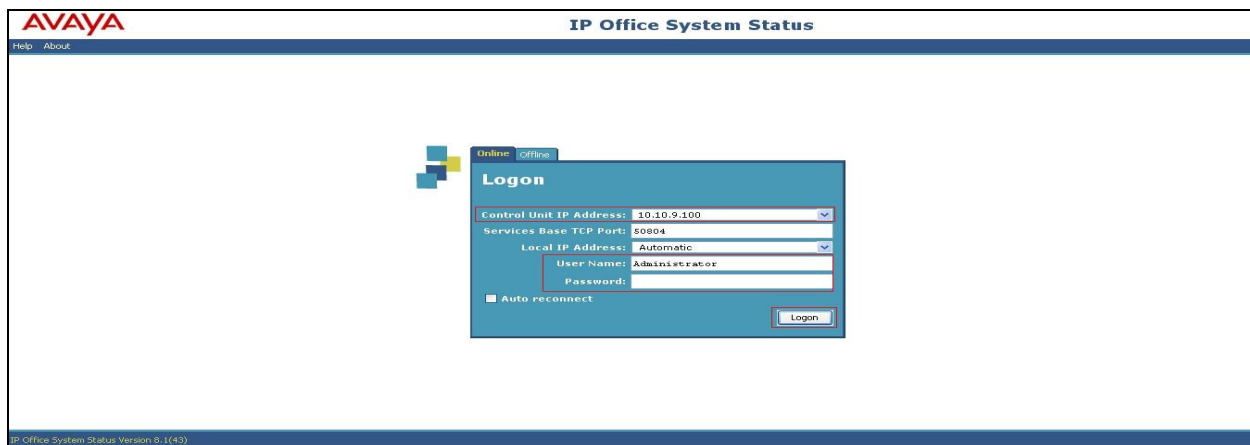 AVAYA
IP Office System Status
Help About
Online Offline
Logon
Control Unit IP Address: 10.10.9.100
Services Base TCP Port: 50804
Local IP Address: Automatic
User Name: Administrator
Password:
Auto reconnect
Logon
IP Office System Status Version 8.1(43)